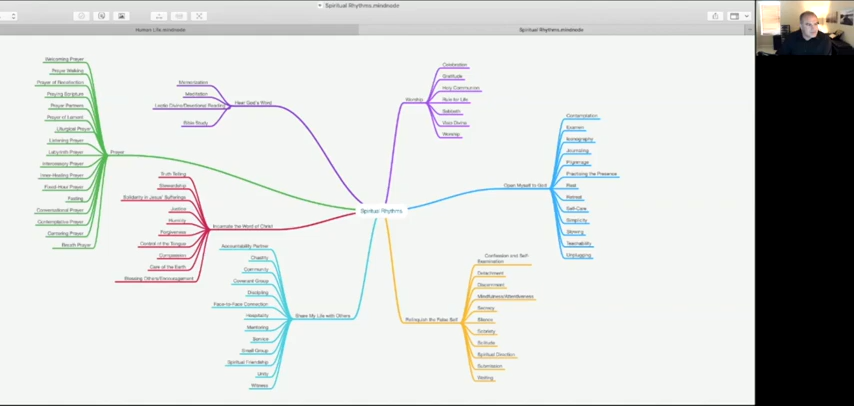 Spiritual Rhythms.mindnode
Human Life.mindnode
Spiritual Rhythms.mindnode
Welcoming Prayer
Prayer Walking
Prayer of Recollection
Praying Scripture
Prayer Partners
Prayer of Lament
Liturgical Prayer
Listening Prayer
Labyrinth Prayer
Intercessory Prayer
Inner-Healing Prayer
Fixed-Hour Prayer
Fasting
Conversational Prayer
Contemplative Prayer
Centering Prayer
Breath Prayer
Prayer
Memorization
Meditation
Lectio Divina/Devotional Reading
Bible Study
Hear God's Word
Truth Telling
Stewardship
Solidarity in Jesus' Sufferings
Justice
Humility
Forgiveness
Control of the Tongue
Compassion
Care of the Earth
Blessing Others/Encouragement
Incarnate the Word of Christ
Accountability Partner
Chastity
Community
Covenant Group
Discipling
Face-to-Face Connection
Hospitality
Mentoring
Service
Small Group
Spiritual Friendship
Unity
Witness
Share My Life with Others
Spiritual Rhythms
Worship
Celebration
Gratitude
Holy Communion
Rule for Life
Sabbath
Visio Divina
Worship
Open Myself to God
Contemplation
Examen
Iconography
Journaling
Pilgrimage
Practicing the Presence
Rest
Retreat
Self-Care
Simplicity
Slowing
Teachability
Unplugging
Relinquish the False Self
Confession and Self-
Examination
Detachment
Discernment
Mindfulness/Attentiveness
Secrecy
Silence
Sobriety
Solitude
Spiritual Direction
Submission
Waiting